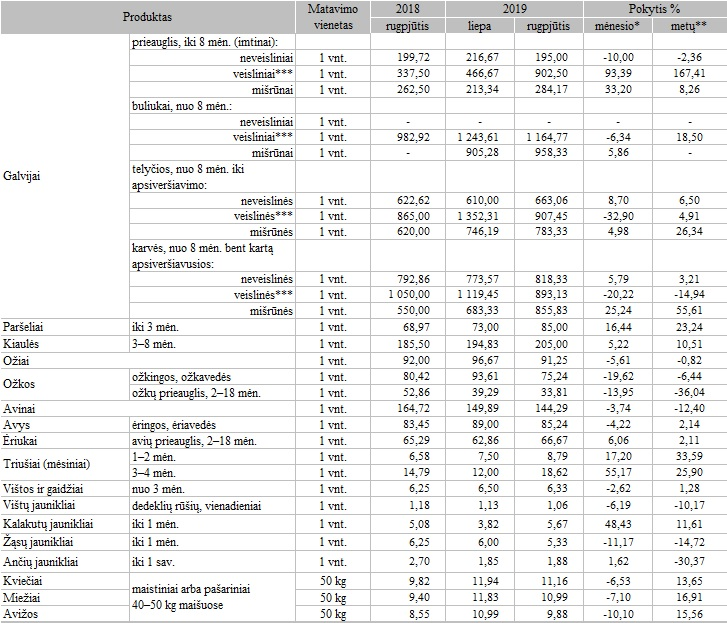 Produktas Matavimo vienetas 2018 2019 Pokytis %
rugpjūtis liepa rugpjūtis mėnesio* metų**
Galvijai
prieauglis, iki 8 mėn. (imtinai):
neveisliniai 1 vnt. 199,72 216,67 195,00 -10,00 -2,36
veisliniai*** 1 vnt. 337,50 466,67 902,50 93,39 167,41
mišrūnai 1 vnt. 262,50 213,34 284,17 33,20 8,26
buliukai, nuo 8 mėn.:
neveisliniai 1 vnt. - - - - -
veisliniai*** 1 vnt. 982,92 1 243,61 1 164,77 -6,34 18,50
mišrūnai 1 vnt. - 905,28 958,33 5,86 -
telyčios, nuo 8 mėn. iki
apsiveršiavimo:
neveislinės 1 vnt. 622,62 610,00 663,06 8,70 6,50
veislinės*** 1 vnt. 865,00 1 352,31 907,45 -32,90 4,91
mišrūnės 1 vnt. 620,00 746,19 783,33 4,98 26,34
karvės, nuo 8 mėn. bent kartą
apsiveršiavusios:
neveislinės 1 vnt. 792,86 773,57 818,33 5,79 3,21
veislinės*** 1 vnt. 1 050,00 1 119,45 893,13 -20,22 -14,94
mišrūnės 1 vnt. 550,00 683,33 855,83 25,24 55,61
Paršeliai iki 3 mėn. 1 vnt. 68,97 73,00 85,00 16,44 23,24
Kiaulės 3–8 mėn. 1 vnt. 185,50 194,83 205,00 5,22 10,51
Ožiai 1 vnt. 92,00 96,67 91,25 -5,61 -0,82
Ožkos
ožkingos, ožkavedės 1 vnt. 80,42 93,61 75,24 -19,62 -6,44
ožkų prieauglis, 2–18 mėn. 1 vnt. 52,86 39,29 33,81 -13,95 -36,04
Avinai 1 vnt. 164,72 149,89 144,29 -3,74 -12,40
Avys ėringos, ėriavedės 1 vnt. 83,45 89,00 85,24 -4,22 2,14
Ėriukai avių prieauglis, 2–18 mėn. 1 vnt. 65,29 62,86 66,67 6,06 2,11
Triušiai (mėsiniai)
1–2 mėn. 1 vnt. 6,58 7,50 8,79 17,20 33,59
3–4 mėn. 1 vnt. 14,79 12,00 18,62 55,17 25,90
Vištos ir gaidžiai nuo 3 mėn. 1 vnt. 6,25 6,50 6,33 -2,62 1,28
Vištų jaunikliai dedeklių rūšių, vienadieniai 1 vnt. 1,18 1,13 1,06 -6,19 -10,17
Kalakutų jaunikliai iki 1 mėn. 1 vnt. 5,08 3,82 5,67 48,43 11,61
Žąsų jaunikliai iki 1 mėn. 1 vnt. 6,25 6,00 5,33 -11,17 -14,72
Ančių jaunikliai iki 1 sav. 1 vnt. 2,70 1,85 1,88 1,62 -30,37
Kviečiai maistiniai arba pašariniai 40–50 kg maišuose 50 kg 9,82 11,94 11,16 -6,53 13,65
Miežiai 50 kg 9,40 11,83 10,99 -7,10 16,91
Avižos 50 kg 8,55 10,99 9,88 -10,10 15,56